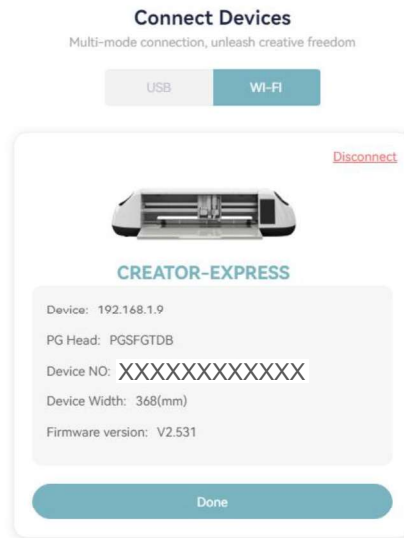 Connect Devices
Multi-mode connection, unleash creative freedom
USB WI-FI
Disconnect
CREATOR-EXPRESS
Device: 192.168.1.9
PG Head: PGSFGTDB
Device NO: XXXXXXXXXXXX
Device Width: 368(mm)
Firmware version: V2.531
Done